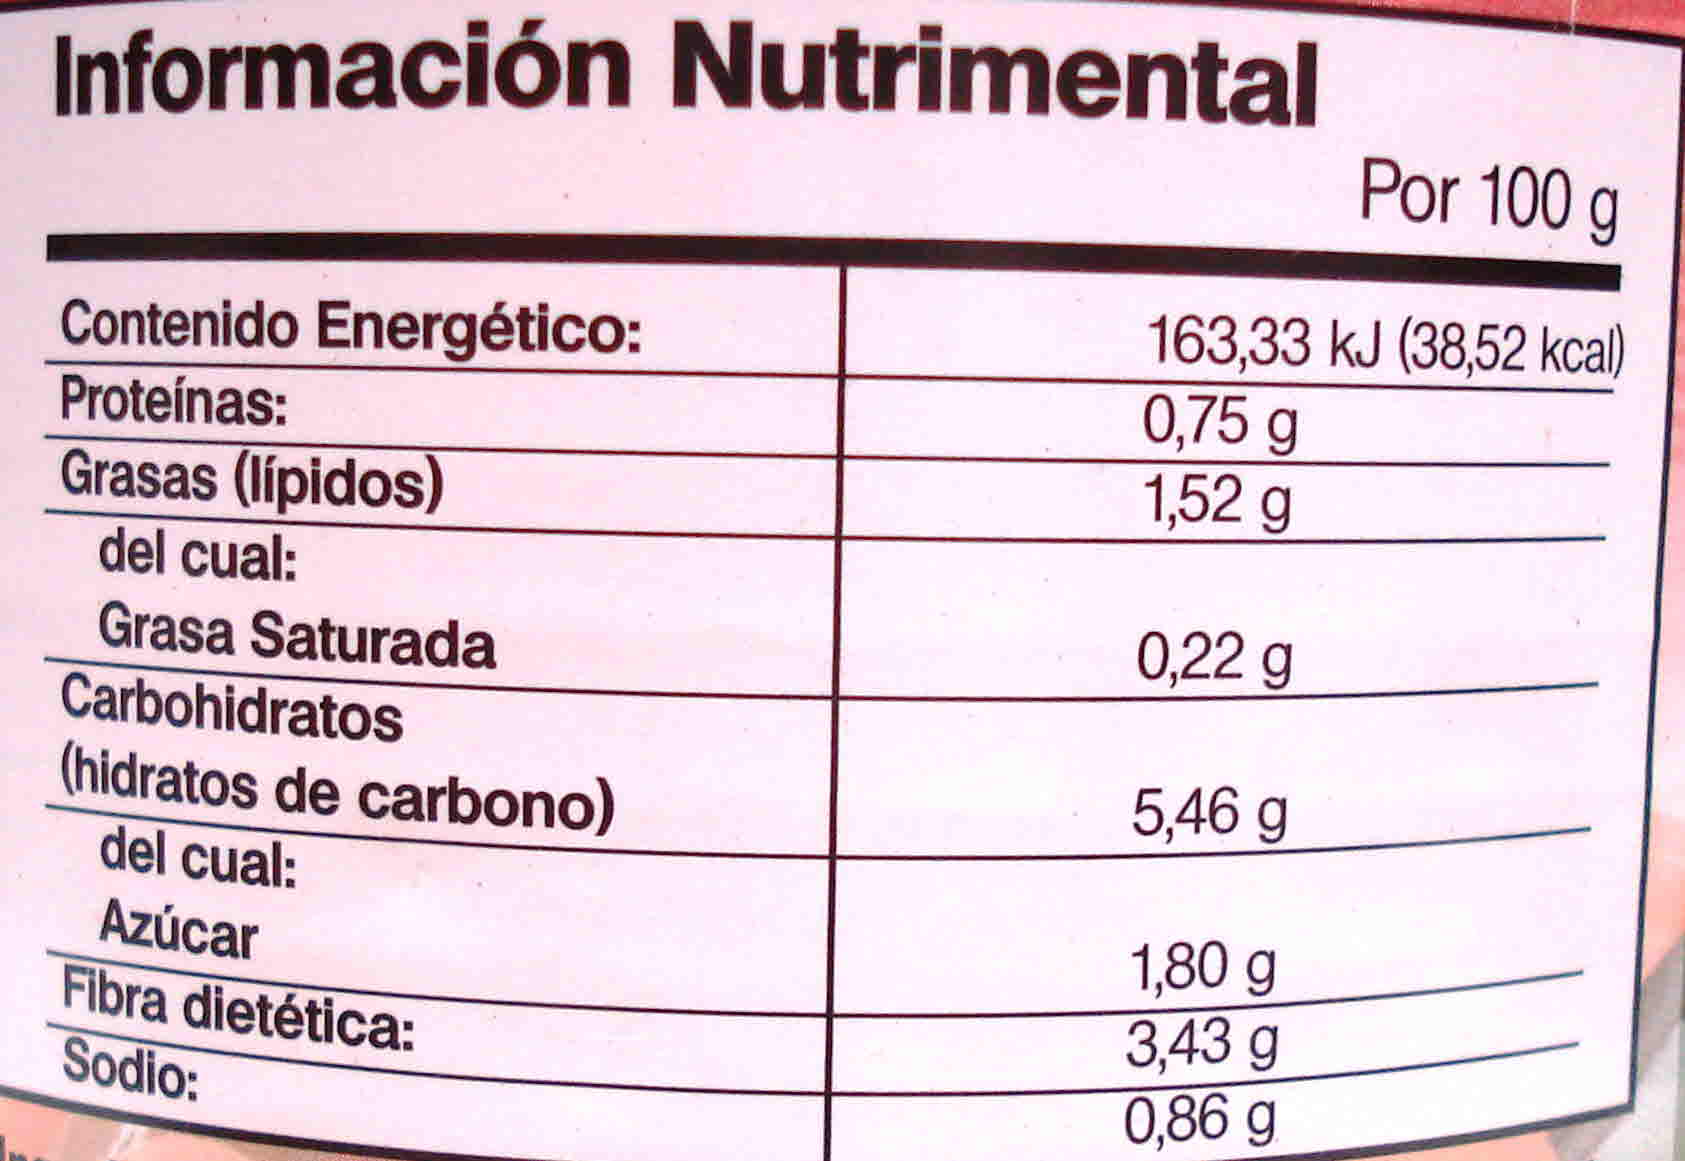 Información Nutrimental
Por 100 g
Contenido Energético: 163,33 kJ (38,52 kcal)
Proteínas: 0,75 g
Grasas (lípidos) 1,52 g
del cual:
Grasa Saturada 0,22 g
Carbohidratos
(hidratos de carbono) 5,46 g
del cual:
Azúcar 1,80 g
Fibra dietética: 3,43 g
Sodio: 0,86 g